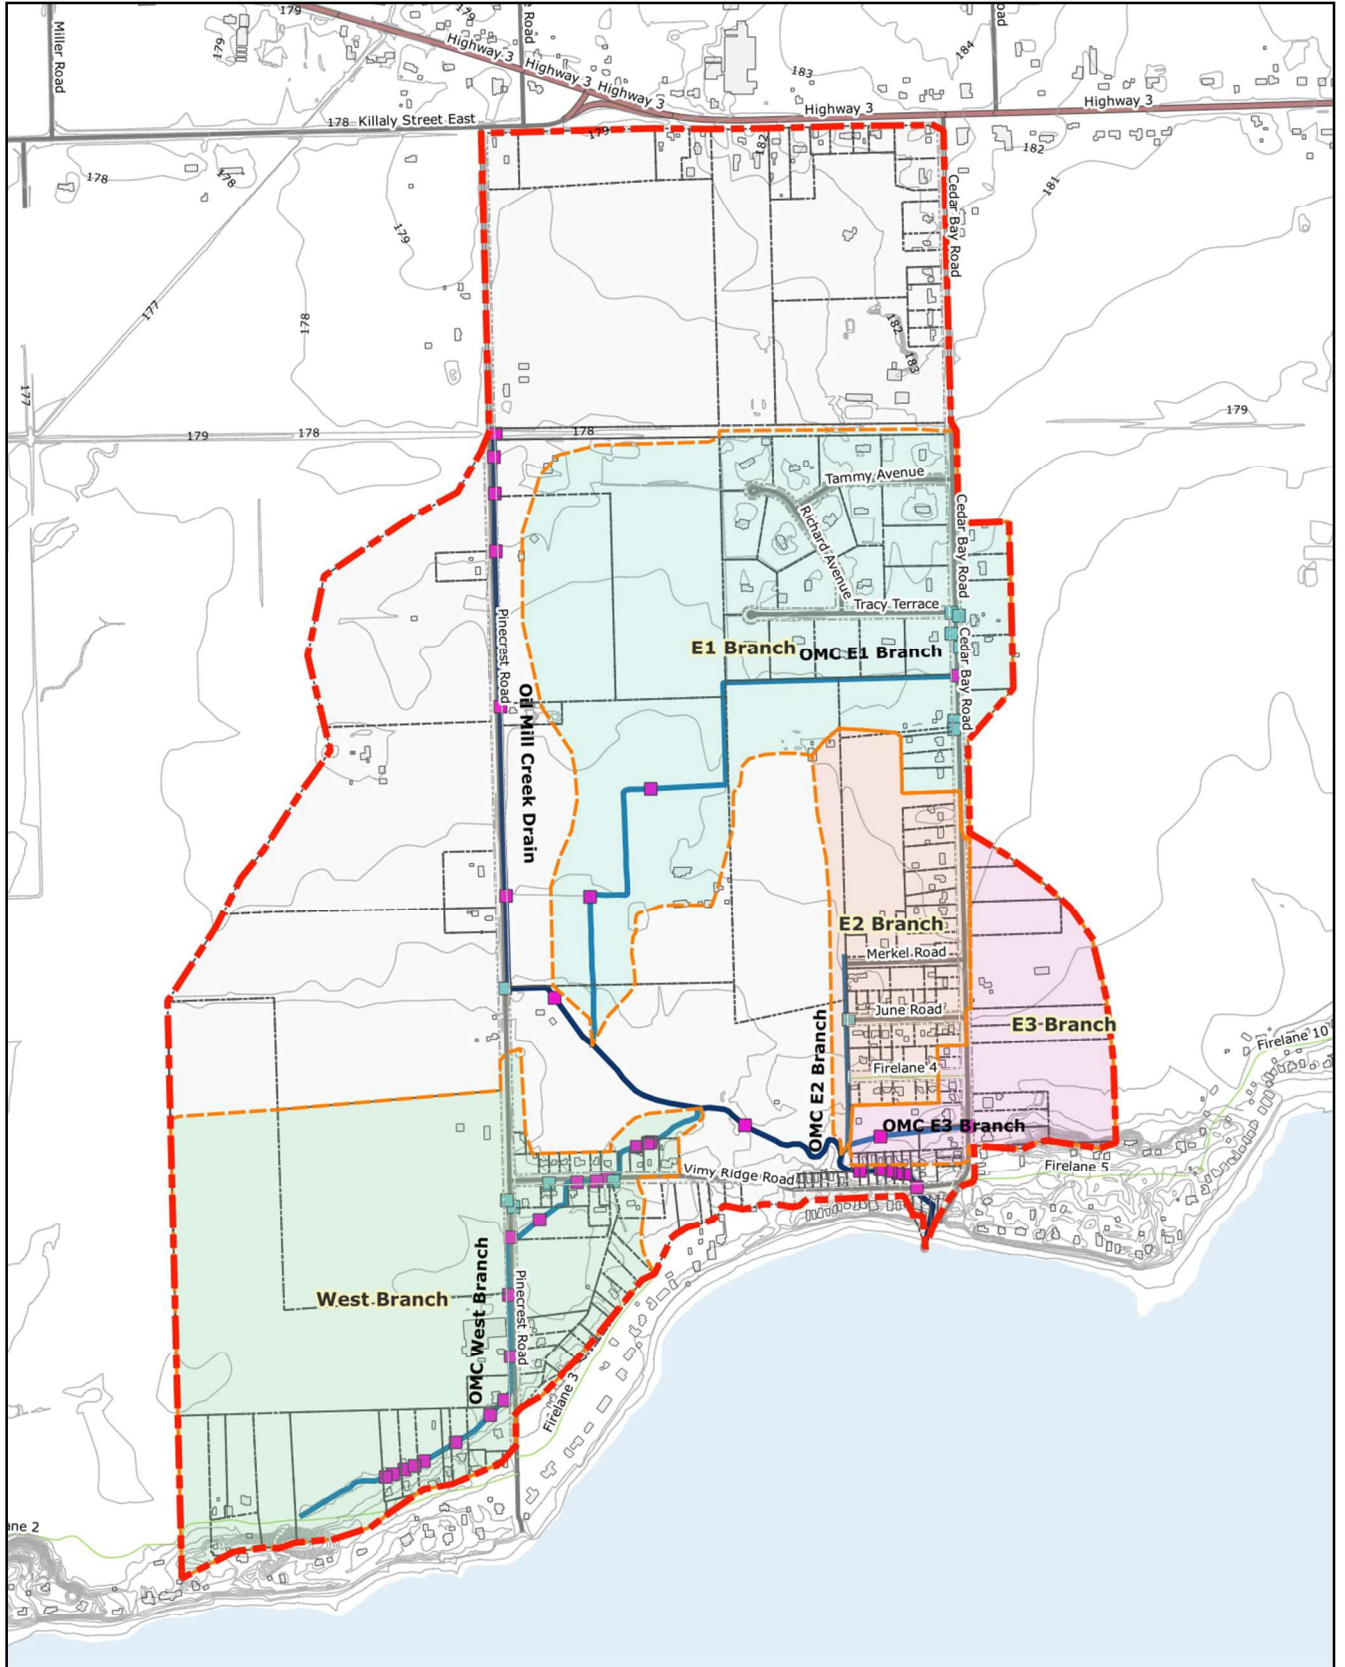 179
179
Road
Miller Road
179
Highway 3
Highway 3
Highway 3
183
184
Highway 3
Highway 3
178
Killaly Street East
179
182
182
178
178
181
Cedar Bay Road
179
177
178
182
183
177
179
179
178
178
Tammy Avenue
Richard Avenue
Cedar Bay Road
Tracy Terrace
Pinecrest Road
E1 Branch
OMC E1 Branch
Cedar Bay Road
Oil Mill Creek Drain
E2 Branch
Merkel Road
June Road
E3 Branch
OMC E2 Branch
Firelane 10
Firelane 4
OMC E3 Branch
Vimy Ridge Road
Firelane 5
West Branch
OMC West Branch
Pinecrest Road
Firelane 3
ane 2